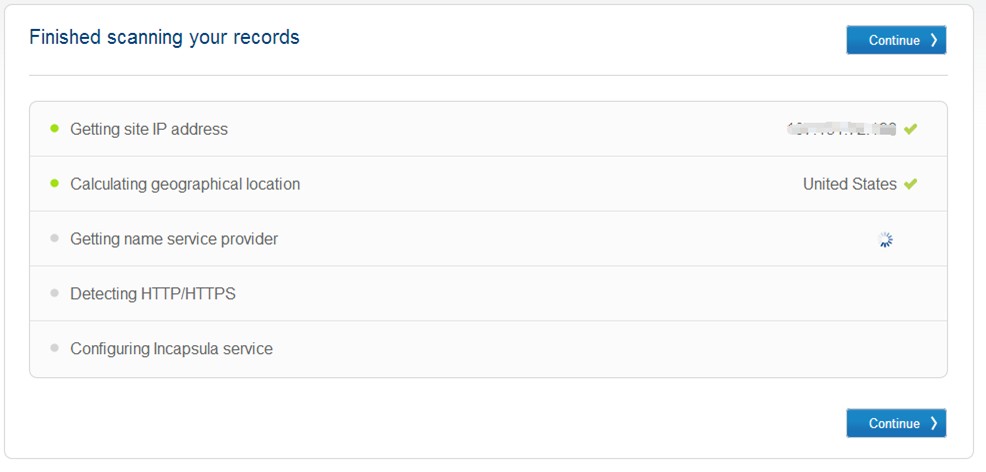 Finished scanning your records
Continue
Getting site IP address
Calculating geographical location United States
Getting name service provider
Detecting HTTP/HTTPS
Configuring Incapsula service
Continue